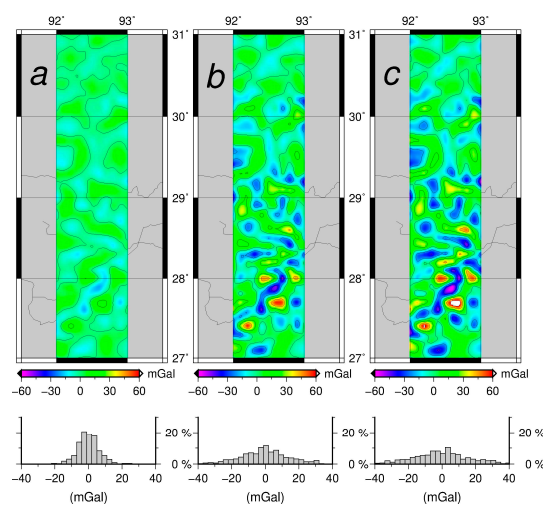 92˚ 93˚ 92˚ 93˚ 92˚ 93˚
31˚ 31˚ 31˚
a b c
30˚ 30˚ 30˚
29˚ 29˚ 29˚
28˚ 28˚ 28˚
27˚ 27˚ 27˚
mGal mGal mGal
−60 −30 0 30 60 −60 −30 0 30 60 −60 −30 0 30 60
20 % 20 % 20 %
0 % 0 % 0 %
−40 −20 0 20 40 −40 −20 0 20 40 −40 −20 0 20 40
(mGal) (mGal) (mGal)